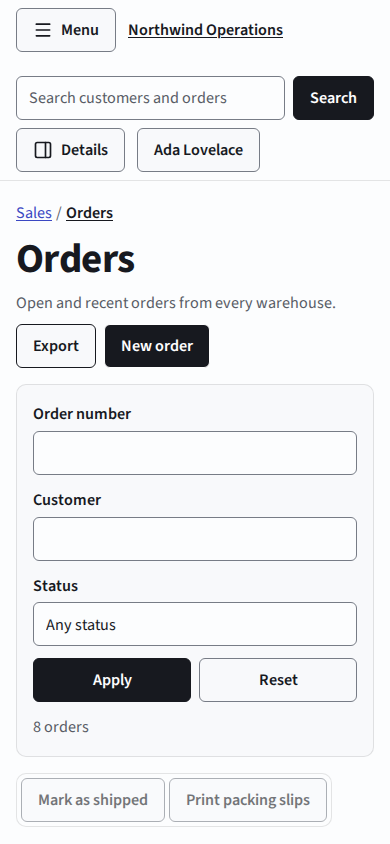 Menu Northwind Operations
Search customers and orders Search
Details Ada Lovelace
Sales / Orders
Orders
Open and recent orders from every warehouse.
Export New order
Order number
Customer
Status
Any status
Apply Reset
8 orders
Mark as shipped Print packing slips